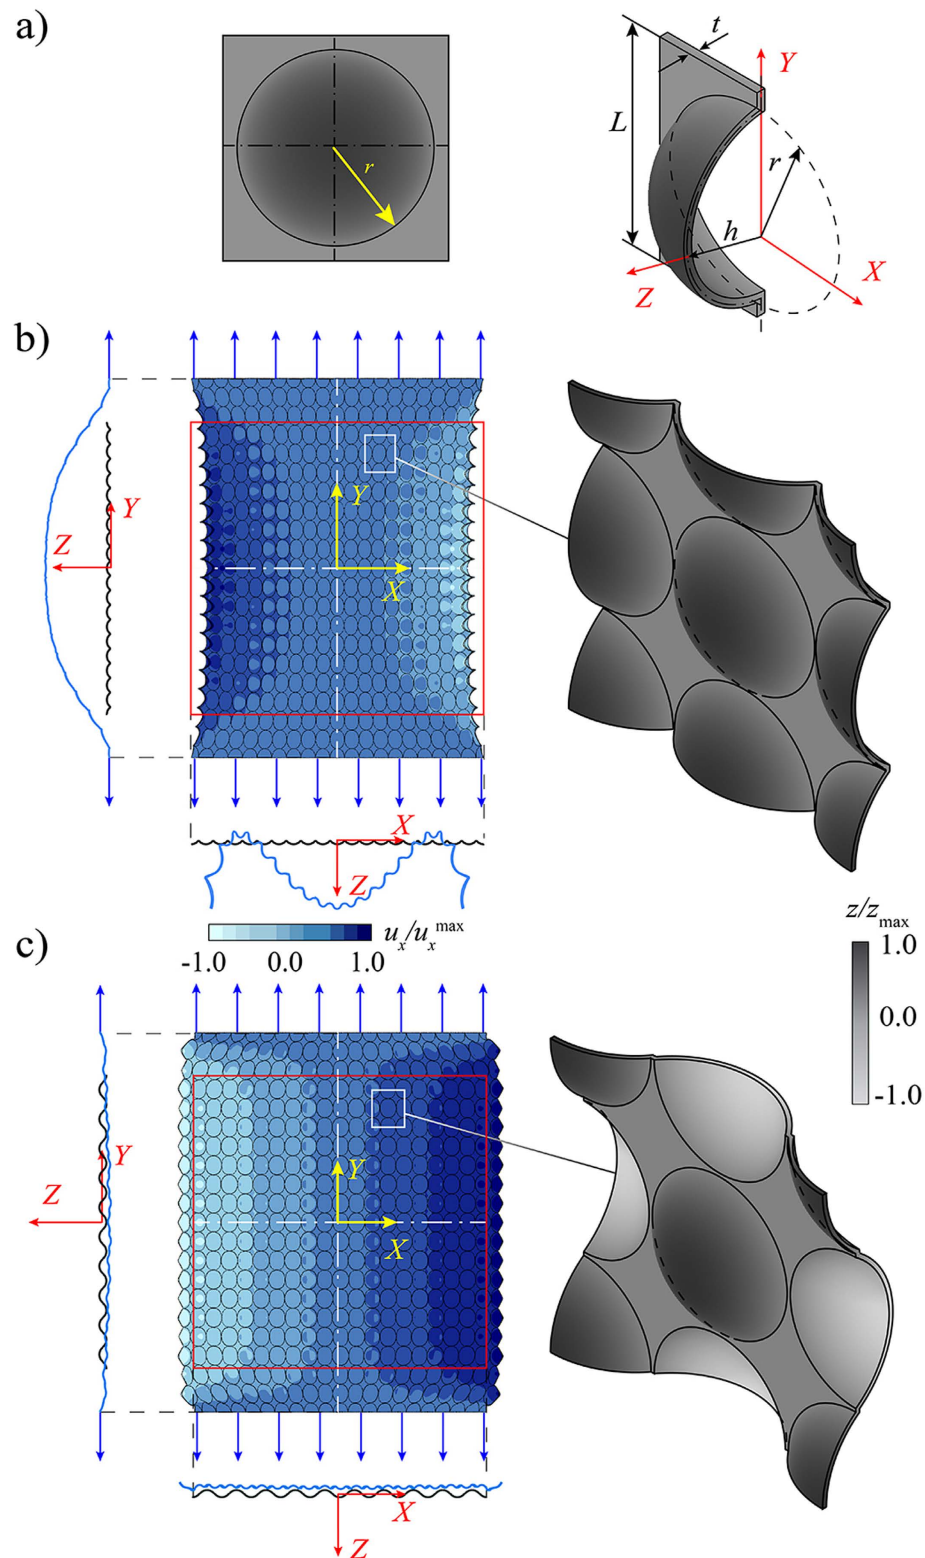 a)
r
t
Y
L
r
h
X
Z
b)
Y
Z
Y
X
X
Z
u_x/u_x^max
-1.0 0.0 1.0
z/z_max
1.0
0.0
-1.0
c)
Y
Z
Y
X
X
Z